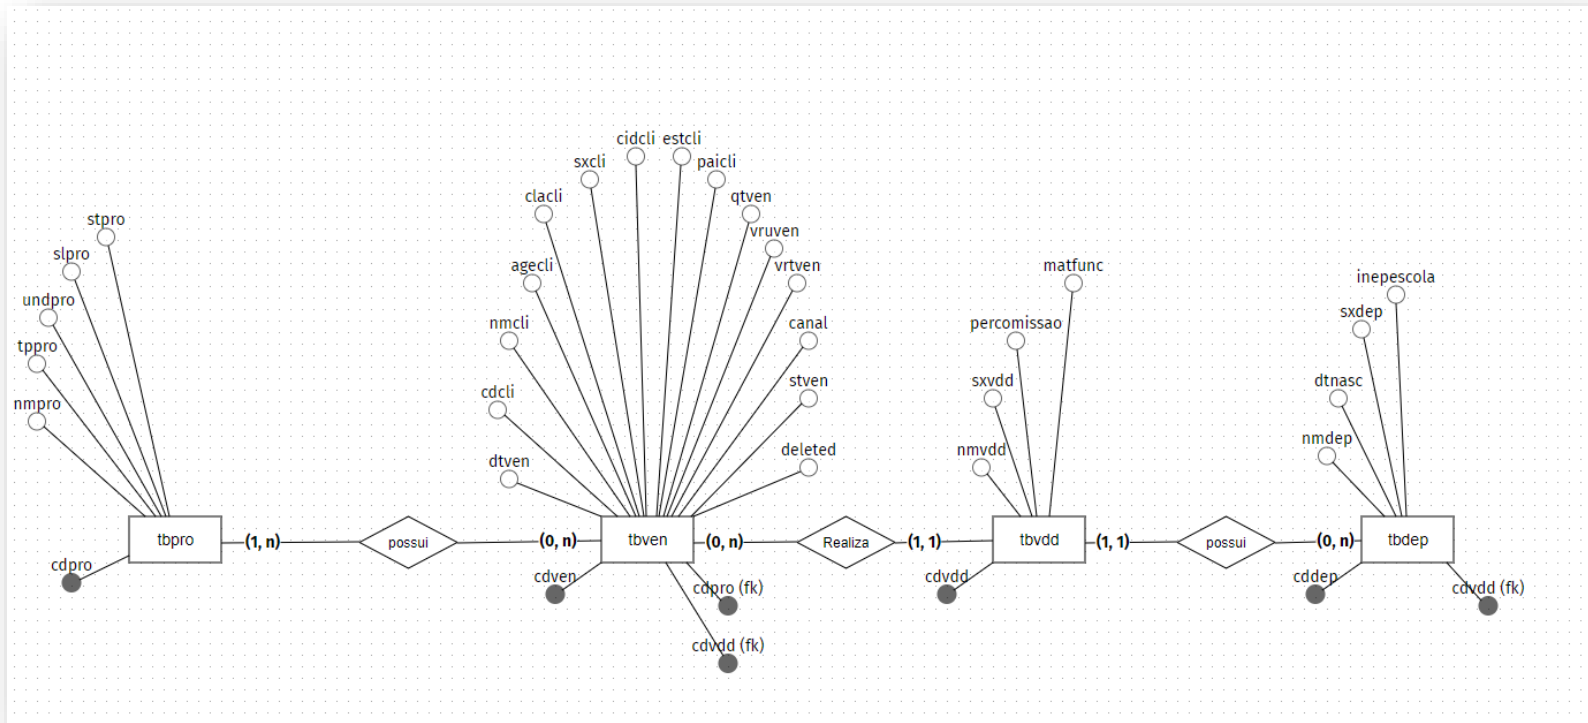 cidcli estcli
sxcli
paicli
clacli
qtven
stpro
vruven
slpro
agecli
vrtven
matfunc
inepescola
undpro
sxdep
nmcli
canal
percomissao
tppro
cdcli
stven
sxvdd
dtnasc
nmpro
dtven
deleted
nmvdd
nmdep
tbpro (1, n) possui (0, n) tbven (0, n) Realiza (1, 1) tbvdd (1, 1) possui (0, n) tbdep
cdpro
cdven
cdpro (fk)
cdvdd
cddep
cdvdd (fk)
cdvdd (fk)